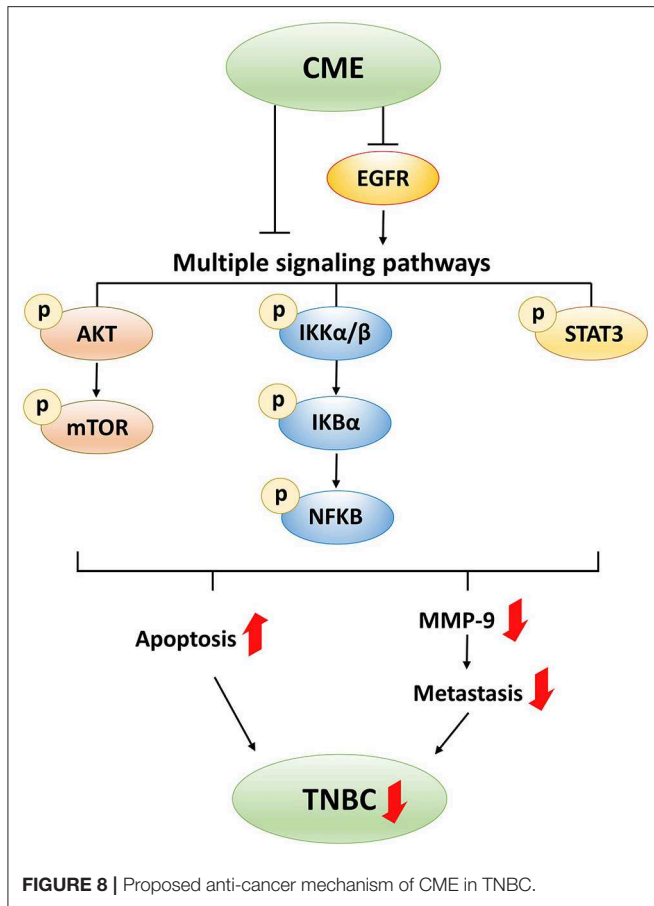 CME
EGFR
Multiple signaling pathways
p
AKT
p
IKKα/β
p
STAT3
p
mTOR
p
IKBα
p
NFKB
Apoptosis
MMP-9
Metastasis
TNBC
FIGURE 8 | Proposed anti-cancer mechanism of CME in TNBC.